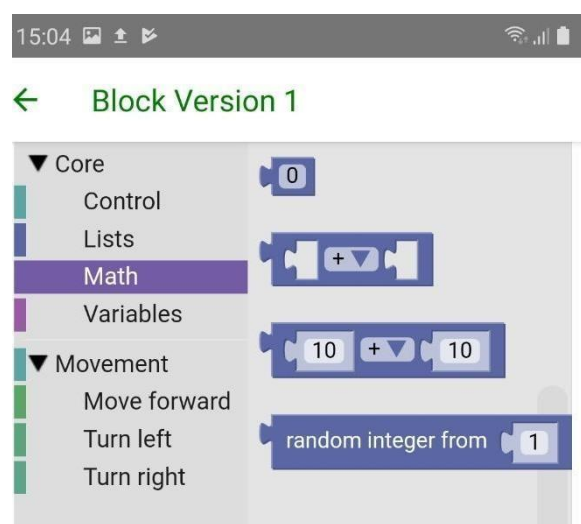 15:04
Block Version 1
▼ Core
Control
Lists
Math
Variables
▼ Movement
Move forward
Turn left
Turn right
0
+ ▼
10 + ▼ 10
random integer from 1